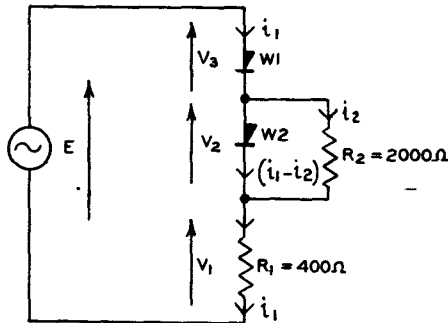 i₁
V₃
W1
E
V₂
W2
i₂
R₂ = 2000Ω
(i₁-i₂)
V₁
R₁ = 400Ω
i₁